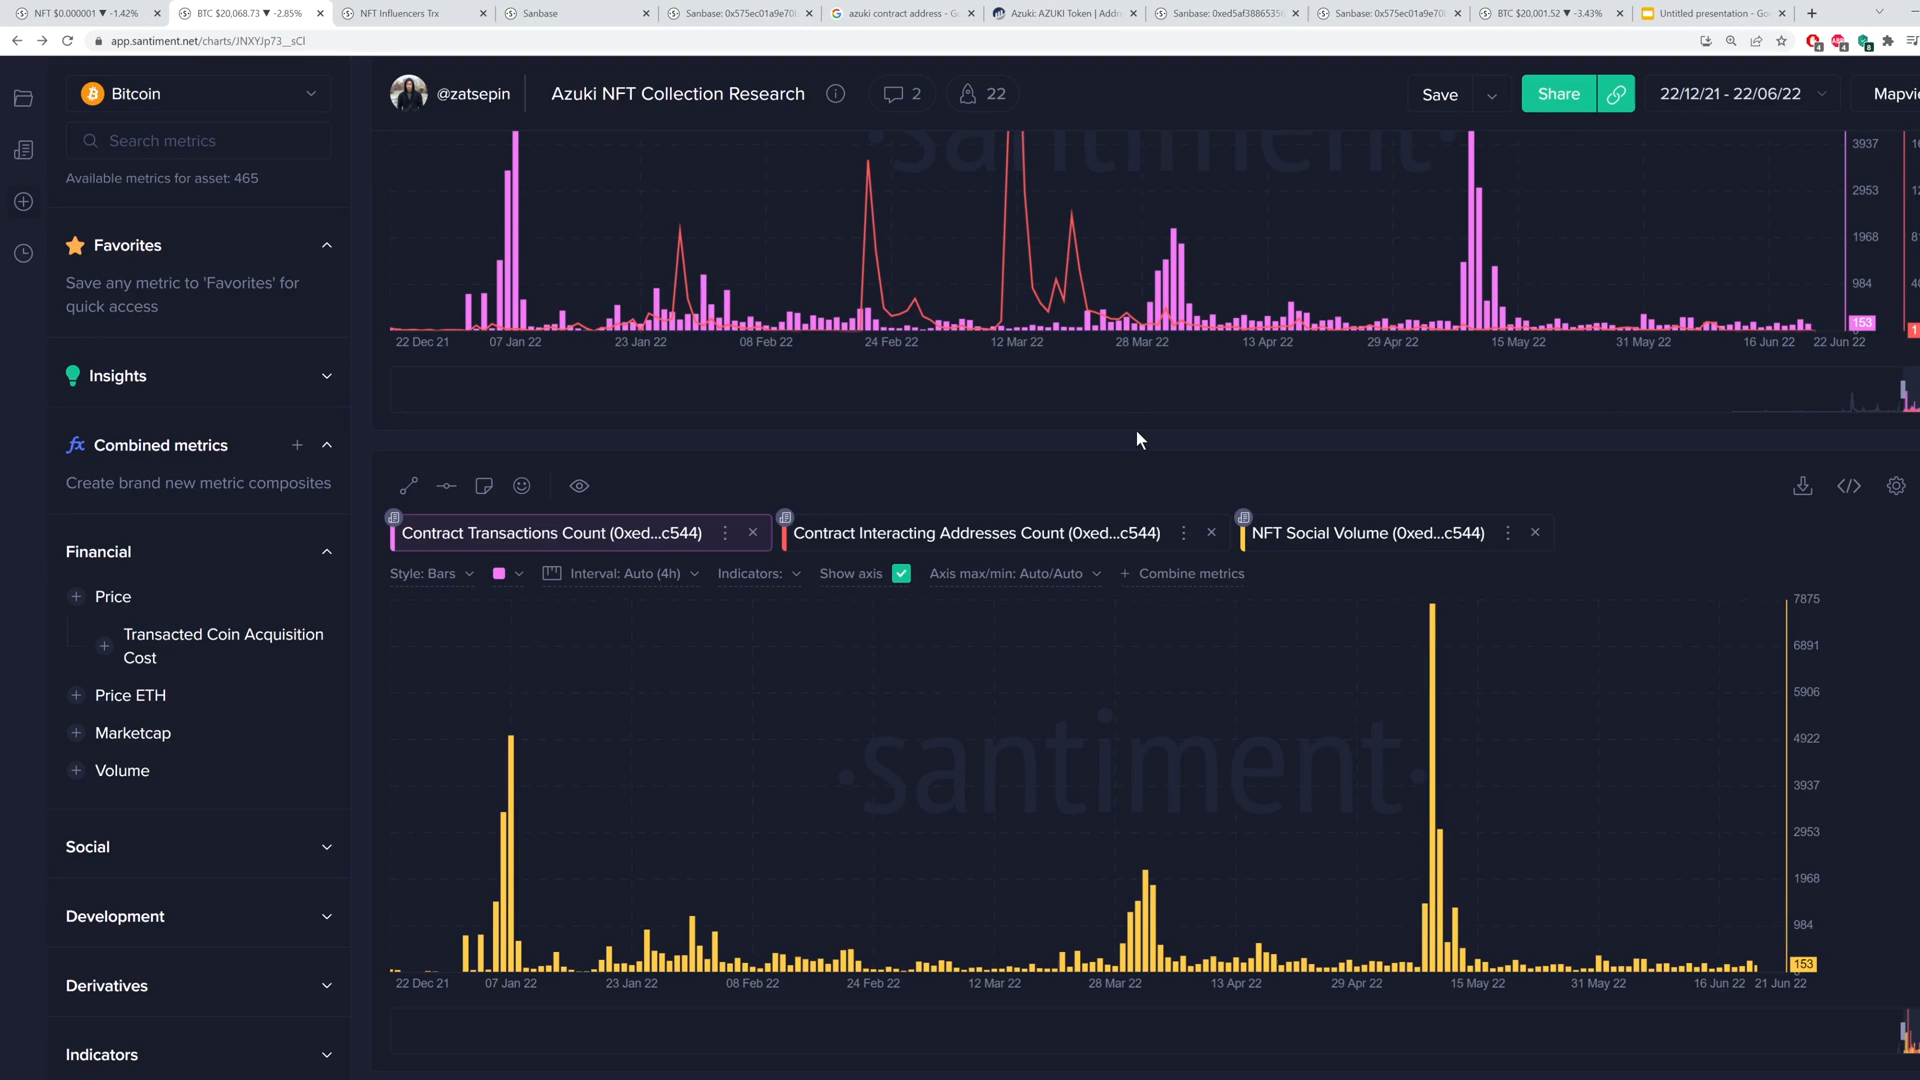 NFT $0.000001 ▼ -1.42%
BTC $20,068.73 ▼ -2.85%
NFT Influencers Trx
Sanbase
Sanbase: 0x575ec01a9e70
azuki contract address - Go
Azuki: AZUKI Token | Addr
Sanbase: 0xed5af3886535
Sanbase: 0x575ec01a9e70
BTC $20,001.52 ▼ -3.43%
Untitled presentation - Go
app.santiment.net/charts/JNXYJp73__sCl
Bitcoin
@zatsepin
Azuki NFT Collection Research
2
22
Save
Share
22/12/21 - 22/06/22
Mapvie
Search metrics
Available metrics for asset: 465
Favorites
Save any metric to 'Favorites' for
quick access
Insights
Combined metrics
Create brand new metric composites
Financial
Price
Transacted Coin Acquisition
Cost
Price ETH
Marketcap
Volume
Social
Development
Derivatives
Indicators
·santiment·
3937
2953
1968
984
153
22 Dec 21
07 Jan 22
23 Jan 22
08 Feb 22
24 Feb 22
12 Mar 22
28 Mar 22
13 Apr 22
29 Apr 22
15 May 22
31 May 22
16 Jun 22
22 Jun 22
Contract Transactions Count (0xed...c544)
Contract Interacting Addresses Count (0xed...c544)
NFT Social Volume (0xed...c544)
Style: Bars
Interval: Auto (4h)
Indicators:
Show axis
Axis max/min: Auto/Auto
Combine metrics
·santiment·
7875
6891
5906
4922
3937
2953
1968
984
153
22 Dec 21
07 Jan 22
23 Jan 22
08 Feb 22
24 Feb 22
12 Mar 22
28 Mar 22
13 Apr 22
29 Apr 22
15 May 22
31 May 22
16 Jun 22
21 Jun 22